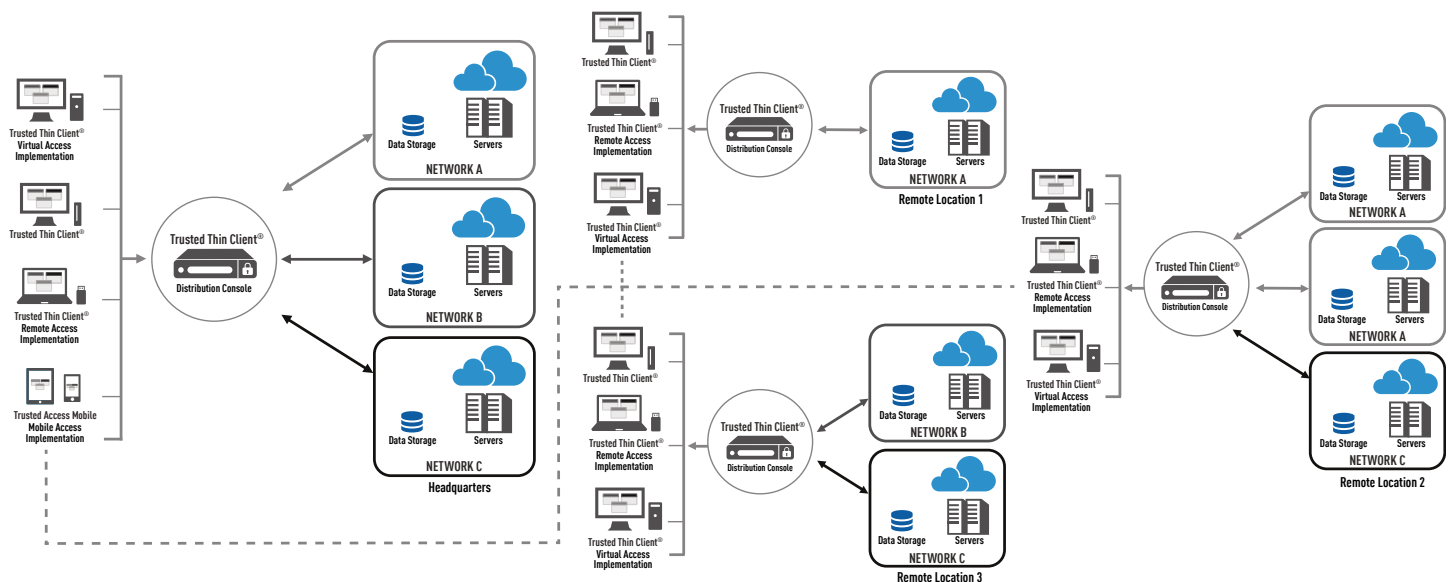 Trusted Thin Client®
Virtual Access
Implementation
Trusted Thin Client®
Trusted Thin Client®
Remote Access
Implementation
Trusted Access Mobile
Mobile Access
Implementation
Trusted Thin Client®
Distribution Console
Data Storage
Servers
NETWORK A
Data Storage
Servers
NETWORK B
Data Storage
Servers
NETWORK C
Headquarters
Trusted Thin Client®
Trusted Thin Client®
Remote Access
Implementation
Trusted Thin Client®
Virtual Access
Implementation
Trusted Thin Client®
Distribution Console
Data Storage
Servers
NETWORK A
Remote Location 1
Trusted Thin Client®
Trusted Thin Client®
Remote Access
Implementation
Trusted Thin Client®
Virtual Access
Implementation
Trusted Thin Client®
Distribution Console
Data Storage
Servers
NETWORK B
Data Storage
Servers
NETWORK C
Remote Location 3
Trusted Thin Client®
Trusted Thin Client®
Remote Access
Implementation
Trusted Thin Client®
Virtual Access
Implementation
Trusted Thin Client®
Distribution Console
Data Storage
Servers
NETWORK A
Data Storage
Servers
NETWORK A
Data Storage
Servers
NETWORK C
Remote Location 2